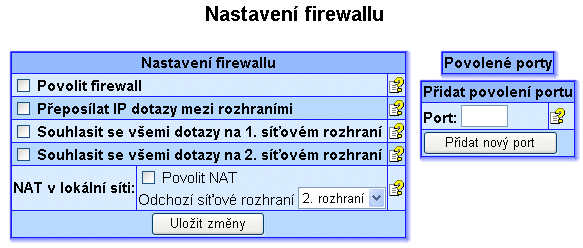 Nastavení firewallu
Nastavení firewallu
Povolit firewall
Přeposílat IP dotazy mezi rozhraními
Souhlasit se všemi dotazy na 1. síťovém rozhraní
Souhlasit se všemi dotazy na 2. síťovém rozhraní
NAT v lokální síti:
Povolit NAT
Odchozí síťové rozhraní 2. rozhraní
Uložit změny
Povolené porty
Přidat povolení portu
Port:
Přidat nový port